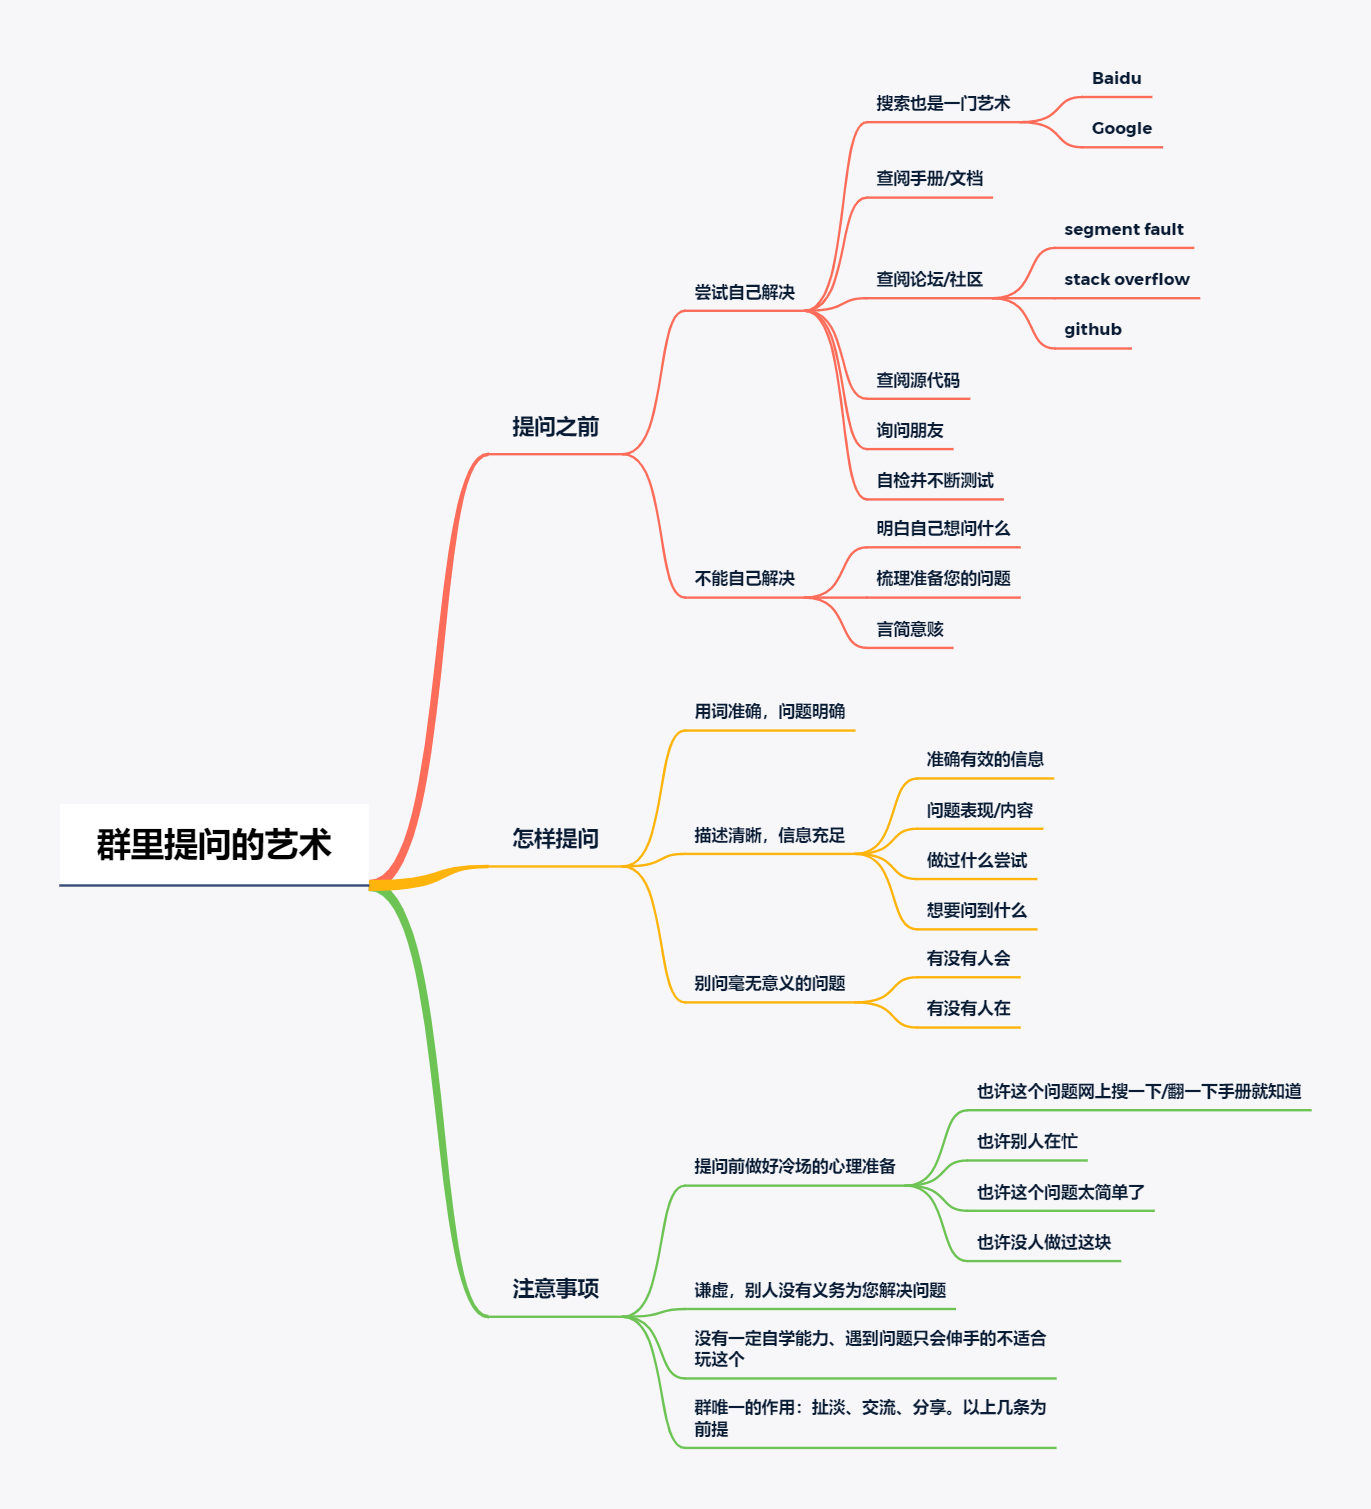 群里提问的艺术
提问之前
尝试自己解决
搜索也是一门艺术
Baidu
Google
查阅手册/文档
查阅论坛/社区
segment fault
stack overflow
github
查阅源代码
询问朋友
自检并不断测试
不能自己解决
明白自己想问什么
梳理准备您的问题
言简意赅
怎样提问
用词准确，问题明确
描述清晰，信息充足
准确有效的信息
问题表现/内容
做过什么尝试
想要问到什么
别问毫无意义的问题
有没有人会
有没有人在
注意事项
提问前做好冷场的心理准备
也许这个问题网上搜一下/翻一下手册就知道
也许别人在忙
也许这个问题太简单了
也许没人做过这块
谦虚，别人没有义务为您解决问题
没有一定自学能力、遇到问题只会伸手的不适合
玩这个
群唯一的作用：扯淡、交流、分享。以上几条为
前提